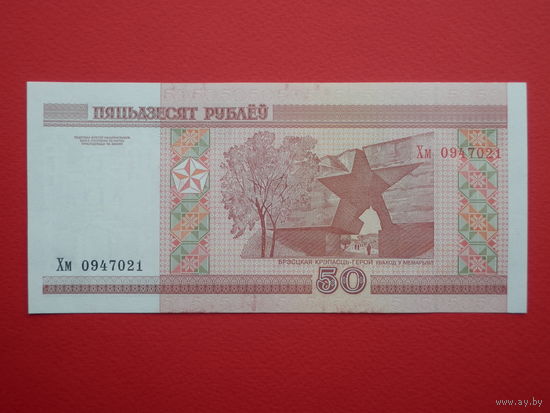 ПЯЦЬДЗЕСЯТ РУБЛЁЎ
Хм 0947021
Хм 0947021
БРЭСЦКАЯ КРЭПАСЦЬ-ГЕРОЙ УВАХОД У МЕМАРЫЯЛ
50
www.ay.by